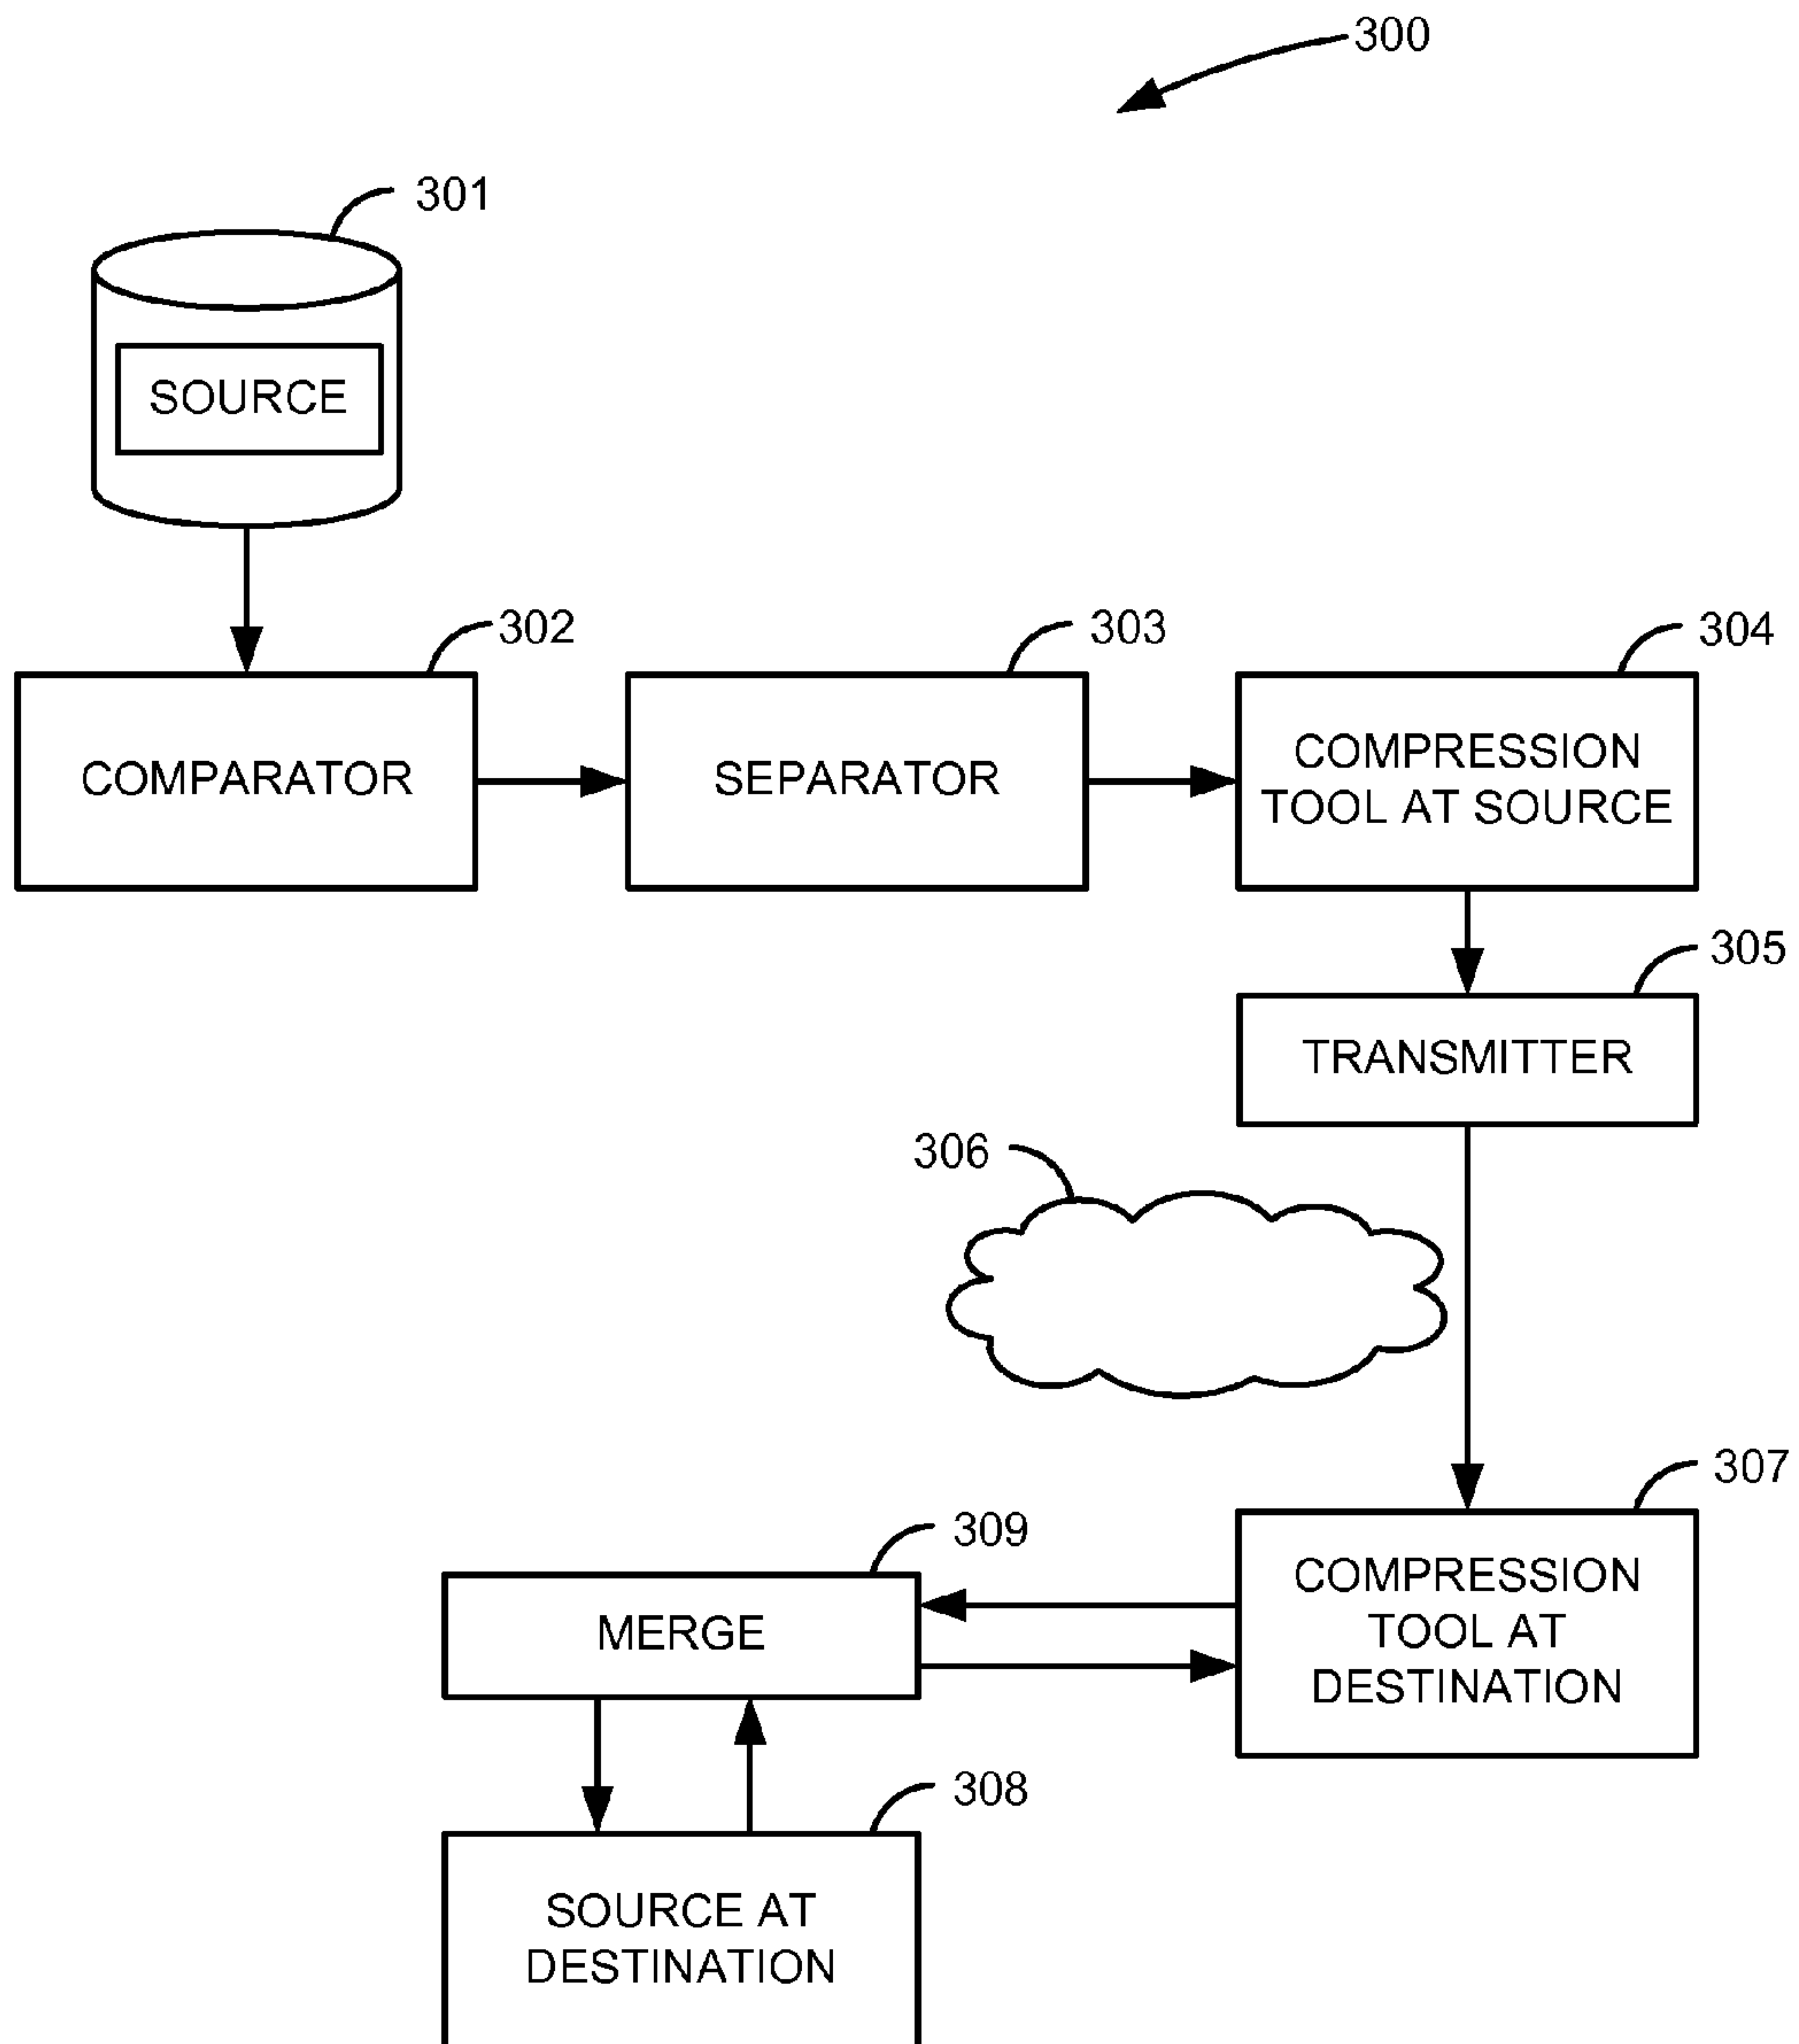 300
301
SOURCE
302
303
304
COMPARATOR
SEPARATOR
COMPRESSION
TOOL AT SOURCE
305
TRANSMITTER
306
307
309
MERGE
COMPRESSION
TOOL AT
DESTINATION
308
SOURCE AT
DESTINATION